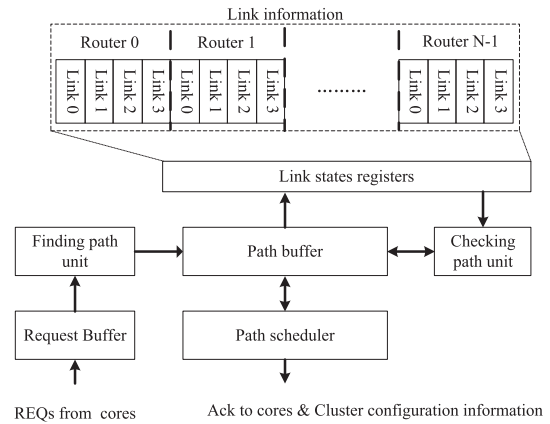 Link information
Router 0
Router 1
Router N-1
Link 0
Link 1
Link 2
Link 3
Link 0
Link 1
Link 2
Link 3
.........
Link 0
Link 1
Link 2
Link 3
Link states registers
Finding path
unit
Path buffer
Checking
path unit
Request Buffer
Path scheduler
REQs from cores
Ack to cores & Cluster configuration information